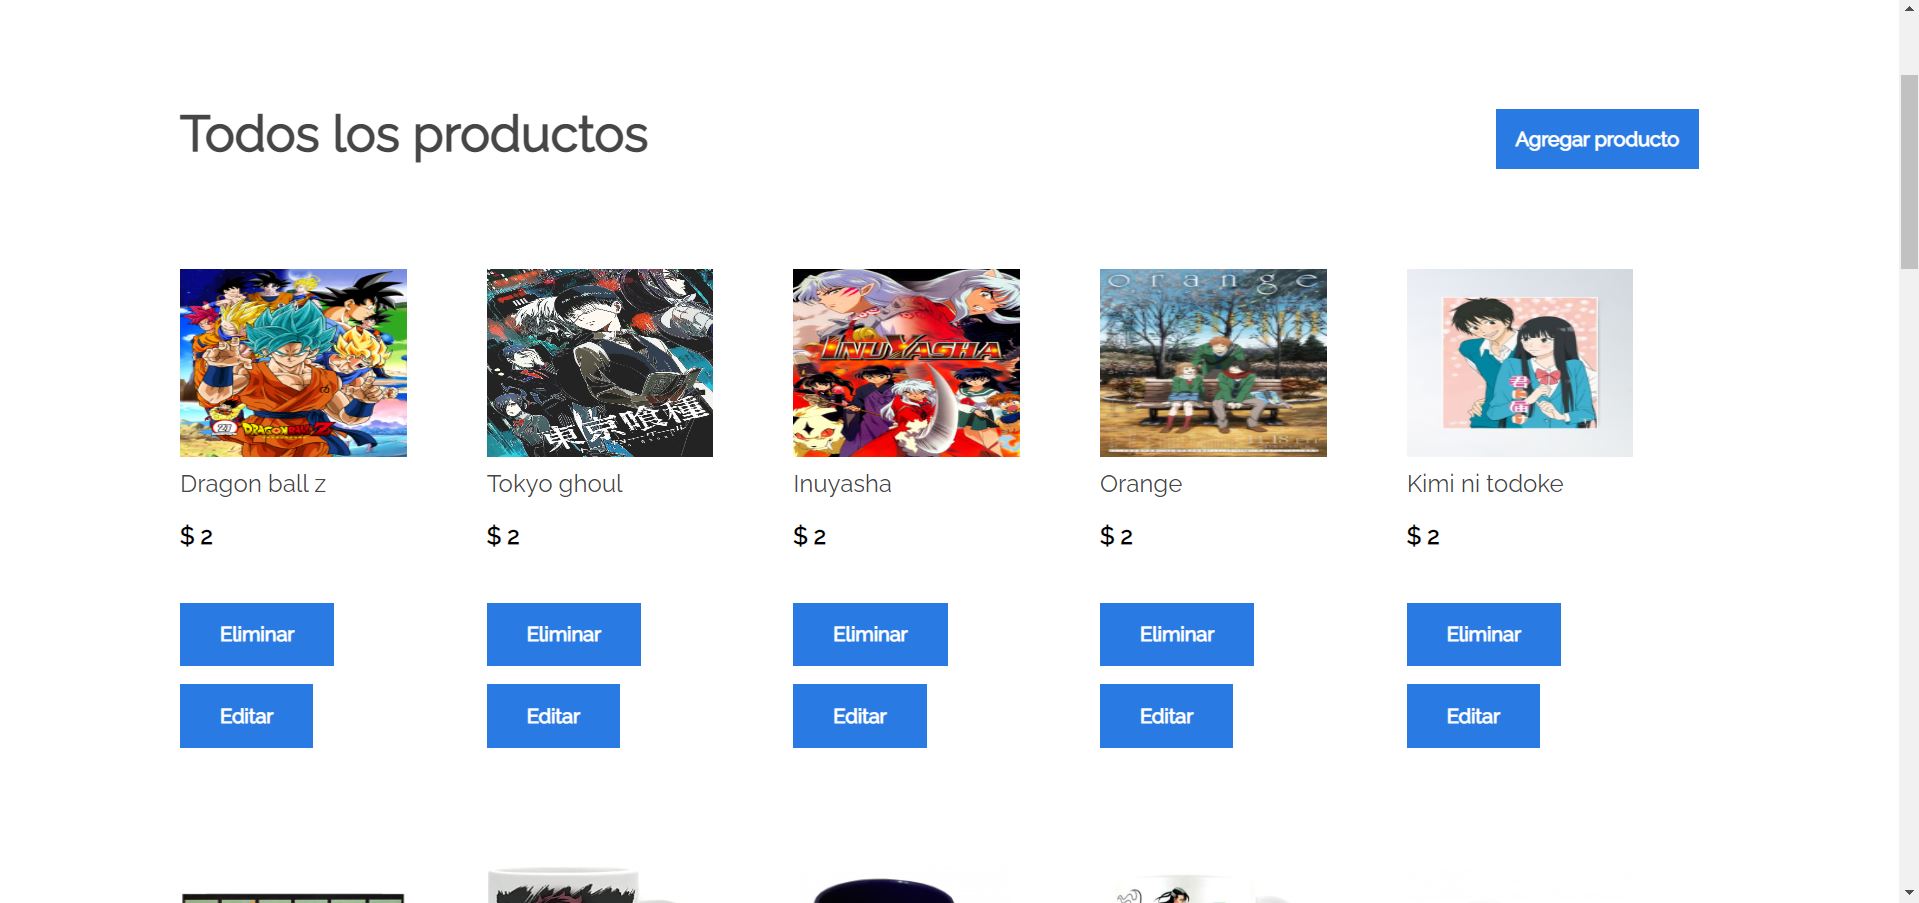 Todos los productos
Agregar producto
DRAGON BALL Z
東京喰種
INUYASHA
orange
Dragon ball z
Tokyo ghoul
Inuyasha
Orange
Kimi ni todoke
$ 2
$ 2
$ 2
$ 2
$ 2
Eliminar
Eliminar
Eliminar
Eliminar
Eliminar
Editar
Editar
Editar
Editar
Editar